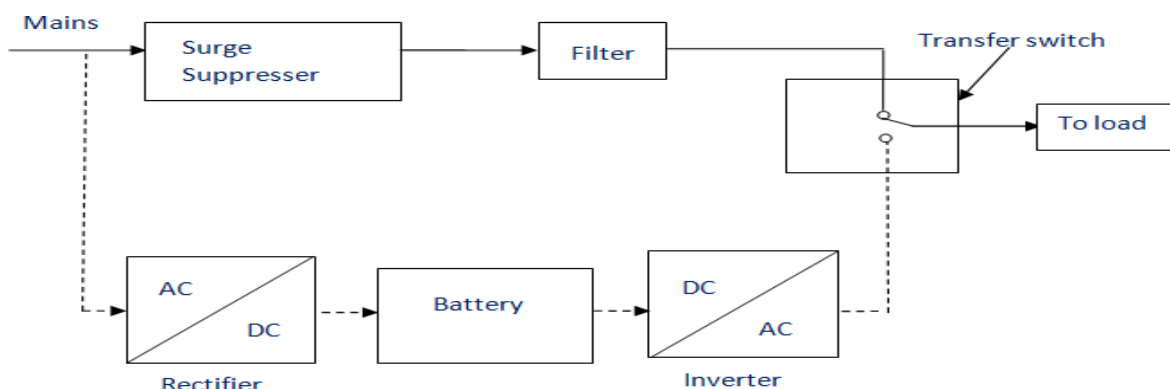 Mains
Surge
Suppresser
Filter
Transfer switch
To load
AC
DC
Battery
DC
AC
Rectifier
Inverter